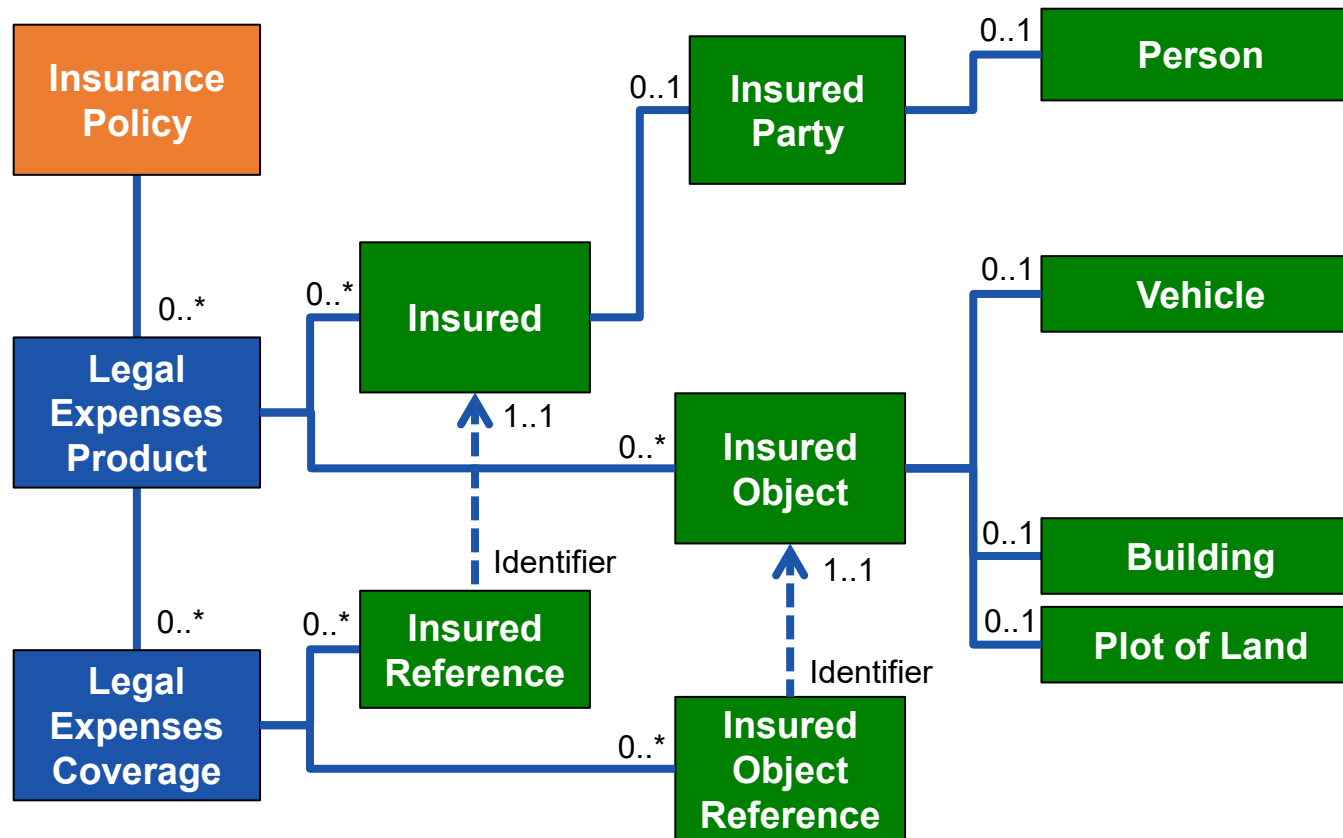 Insurance
Policy
0..*
Legal
Expenses
Product
0..*
Legal
Expenses
Coverage
0..*
Insured
1..1
Identifier
0..*
Insured
Reference
0..1
Insured
Party
0..*
Insured
Object
1..1
Identifier
0..*
Insured
Object
Reference
0..1
Person
0..1
Vehicle
0..1
Building
0..1
Plot of Land